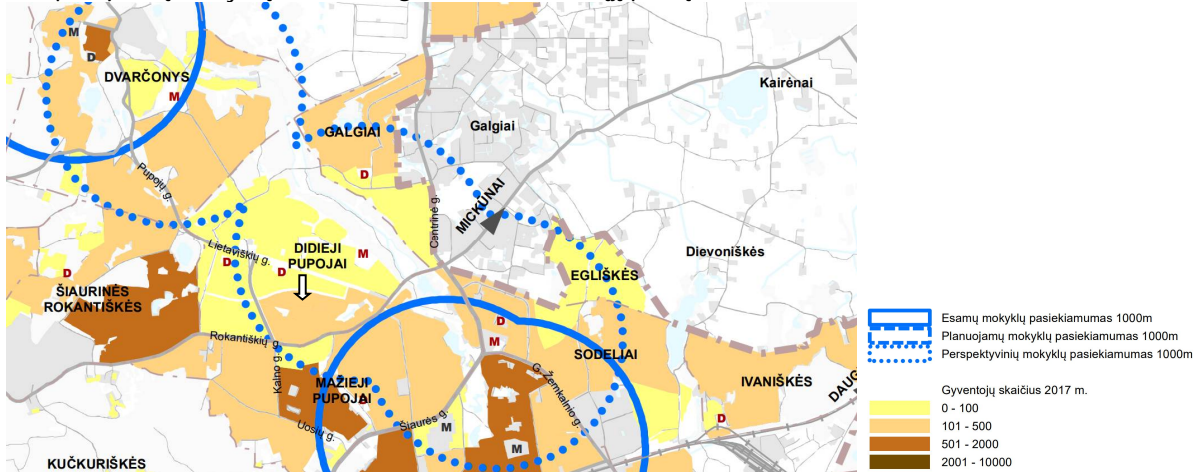 M
D
DVARČONYS
M
Kairėnai
GALGIAI
Galgiai
D
Pupojų g.
MICKŪNAI
Centrinė g.
Lietaviškių g.
DIDIEJI
PUPOJAI
M
D
D
D
ŠIAURINĖS
ROKANTIŠKĖS
Dievoniškės
EGLIŠKĖS
Rokantiškių g.
Kalno g.
D
M
SODELIAI
MAŽIEJI
PUPOJAI
D
G. Žemkalnio g.
IVANIŠKĖS
DAUG
Uosių g.
Šiaurės g.
M
M
D
KUČKURIŠKĖS
Esamų mokyklų pasiekiamumas 1000m
Planuojamų mokyklų pasiekiamumas 1000m
Perspektyvinių mokyklų pasiekiamumas 1000m
Gyventojų skaičius 2017 m.
0 - 100
101 - 500
501 - 2000
2001 - 10000